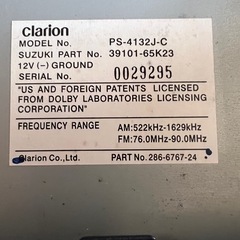 clarion
MODEL No. PS-4132J-C
SUZUKI PART No. 39101-65K23
12V (−) GROUND
SERIAL No. 0029295
"US AND FOREIGN PATENTS LICENSED
FROM DOLBY LABORATORIES LICENSING
CORPORATION"
FREQUENCY RANGE AM:522kHz-1629kHz
FM:76.0MHz-90.0MHz
Clarion Co.,Ltd. PART No. 286-6767-24